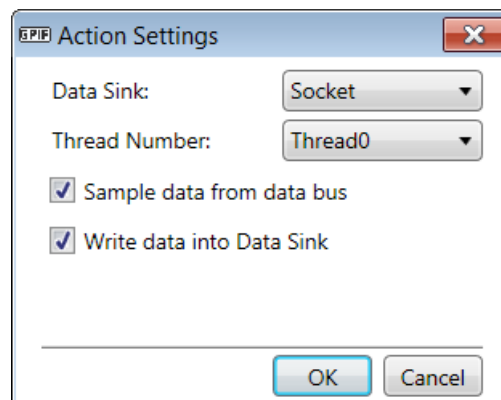 GPIF Action Settings
Data Sink: Socket
Thread Number: Thread0
Sample data from data bus
Write data into Data Sink
OK Cancel